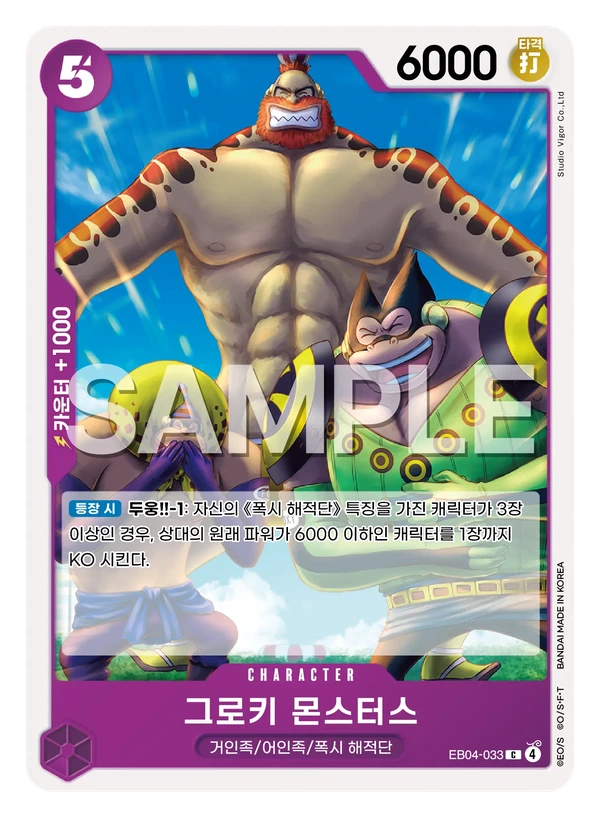 5
6000
타격
打
Studio Vigor Co.,Ltd
카운터 +1000
SAMPLE
등장 시 두웅!!-1: 자신의 《폭시 해적단》 특징을 가진 캐릭터가 3장
이상인 경우, 상대의 원래 파워가 6000 이하인 캐릭터를 1장까지
KO 시킨다.
CHARACTER
그로키 몬스터스
거인족/어인족/폭시 해적단
EB04-033 C 4
©EO/S ©O/S·F·T BANDAI MADE IN KOREA